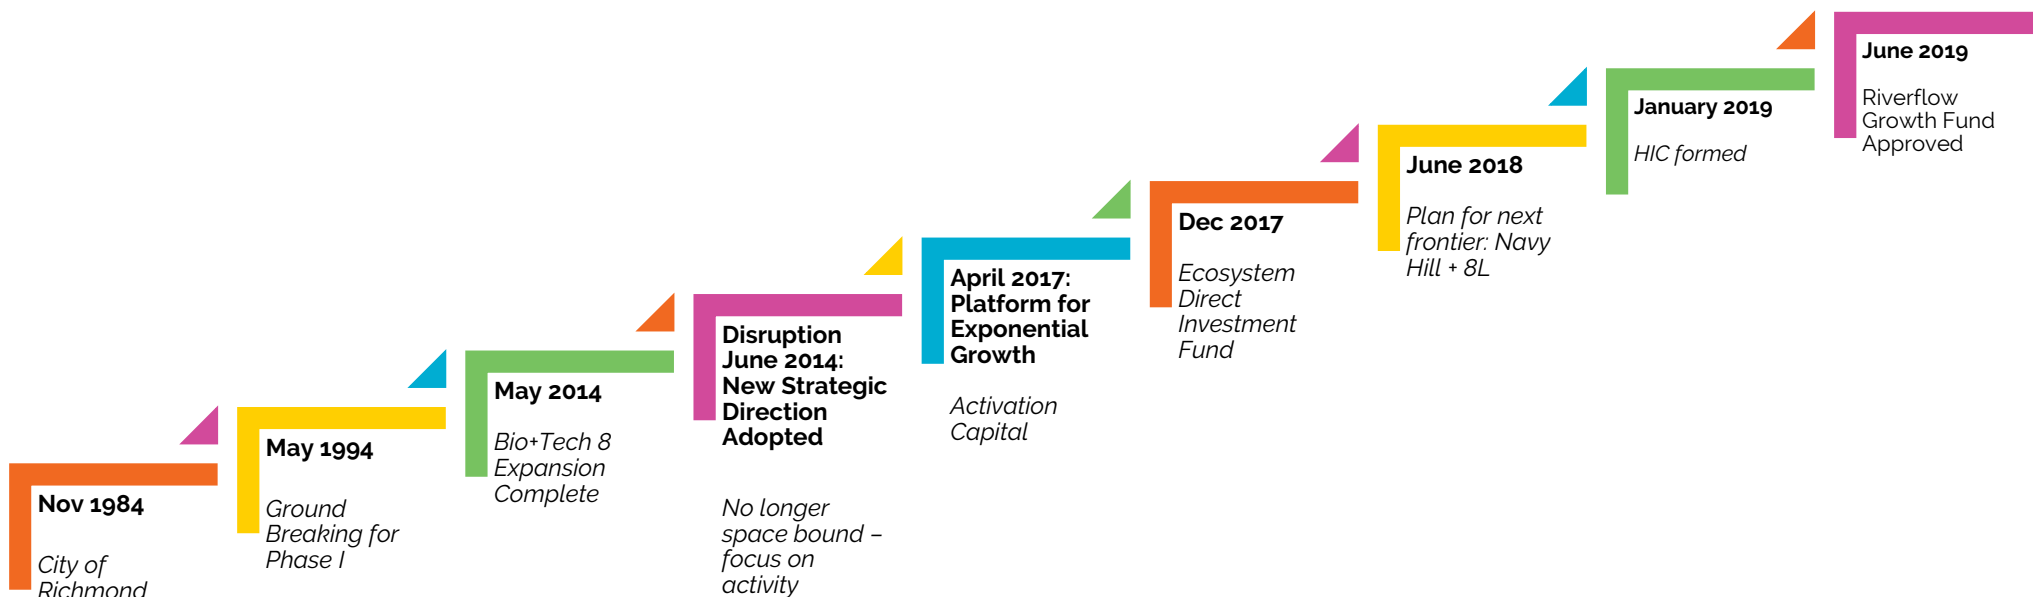 Nov 1984
City of
Richmond
May 1994
Ground
Breaking for
Phase I
May 2014
Bio+Tech 8
Expansion
Complete
Disruption
June 2014:
New Strategic
Direction
Adopted
No longer
space bound –
focus on
activity
April 2017:
Platform for
Exponential
Growth
Activation
Capital
Dec 2017
Ecosystem
Direct
Investment
Fund
June 2018
Plan for next
frontier: Navy
Hill + 8L
January 2019
HIC formed
June 2019
Riverflow
Growth Fund
Approved